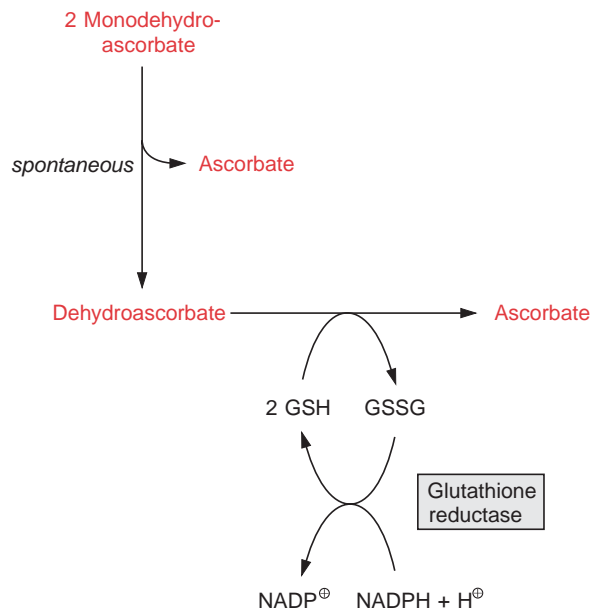 2 Monodehydro-
ascorbate
spontaneous
Ascorbate
Dehydroascorbate
Ascorbate
2 GSH
GSSG
Glutathione
reductase
NADP⊕
NADPH + H⊕